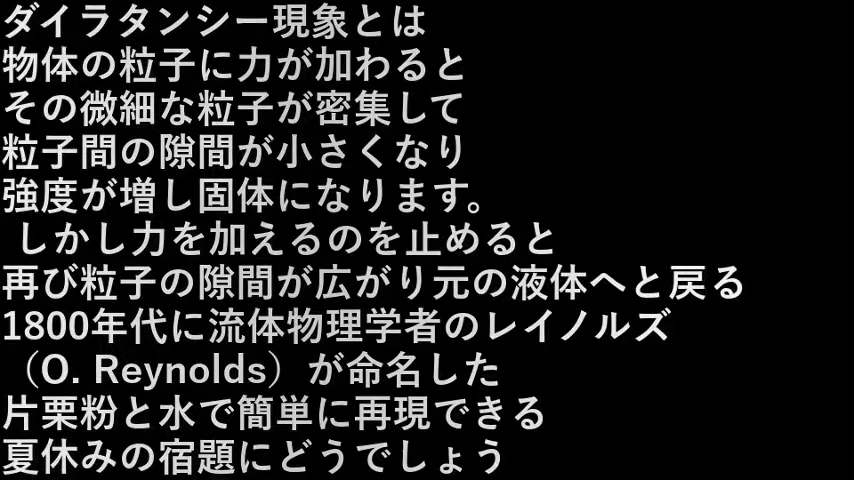 ダイラタンシー現象とは
物体の粒子に力が加わると
その微細な粒子が密集して
粒子間の隙間が小さくなり
強度が増し固体になります。
しかし力を加えるのを止めると
再び粒子の隙間が広がり元の液体へと戻る
1800年代に流体物理学者のレイノルズ
（O. Reynolds）が命名した
片栗粉と水で簡単に再現できる
夏休みの宿題にどうでしょう